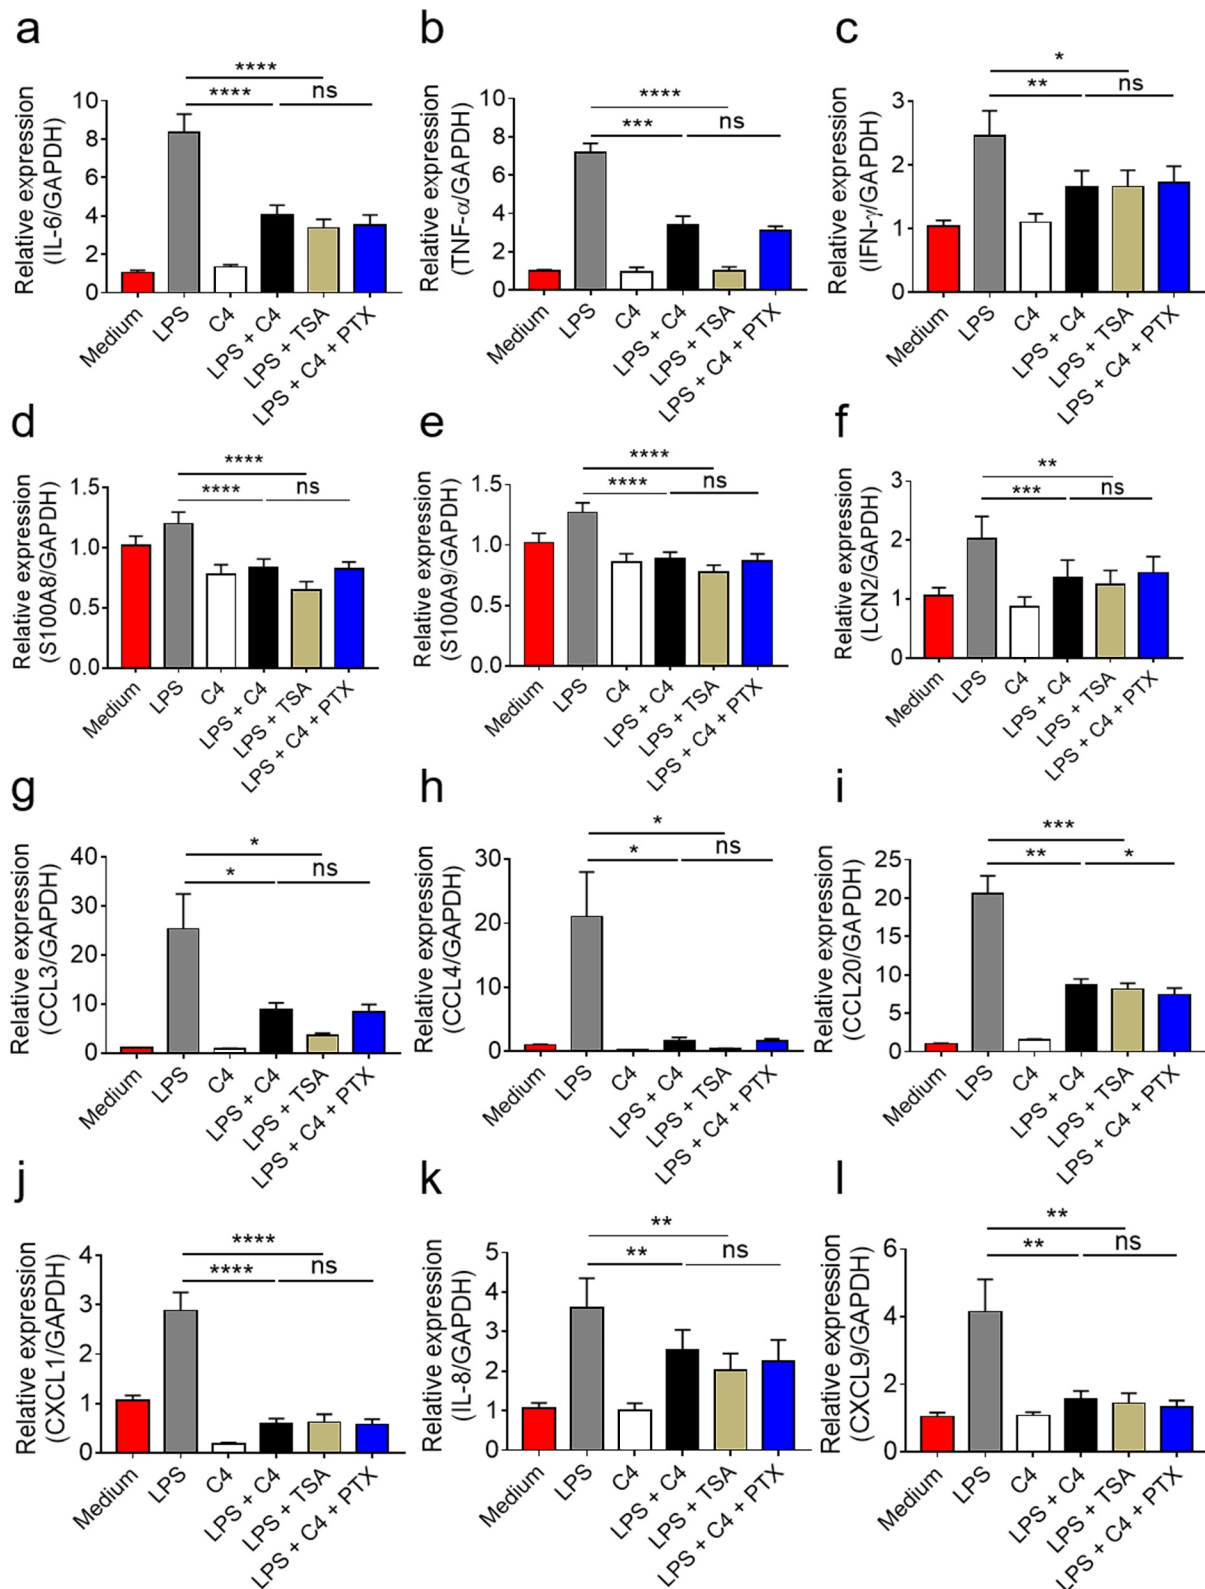 a
****
****
ns
Relative expression
(IL-6/GAPDH)
10
8
6
4
2
0
Medium
LPS
C4
LPS + C4
LPS + TSA
LPS + C4 + PTX
b
****
***
ns
Relative expression
(TNF-α/GAPDH)
10
8
6
4
2
0
Medium
LPS
C4
LPS + C4
LPS + TSA
LPS + C4 + PTX
c
*
**
ns
Relative expression
(IFN-γ/GAPDH)
3
2
1
0
Medium
LPS
C4
LPS + C4
LPS + TSA
LPS + C4 + PTX
d
****
****
ns
Relative expression
(S100A8/GAPDH)
1.5
1.0
0.5
0.0
Medium
LPS
C4
LPS + C4
LPS + TSA
LPS + C4 + PTX
e
****
****
ns
Relative expression
(S100A9/GAPDH)
1.5
1.0
0.5
0.0
Medium
LPS
C4
LPS + C4
LPS + TSA
LPS + C4 + PTX
f
**
***
ns
Relative expression
(LCN2/GAPDH)
3
2
1
0
Medium
LPS
C4
LPS + C4
LPS + TSA
LPS + C4 + PTX
g
*
*
ns
Relative expression
(CCL3/GAPDH)
40
30
20
10
0
Medium
LPS
C4
LPS + C4
LPS + TSA
LPS + C4 + PTX
h
*
*
ns
Relative expression
(CCL4/GAPDH)
30
20
10
0
Medium
LPS
C4
LPS + C4
LPS + TSA
LPS + C4 + PTX
i
***
**
*
Relative expression
(CCL20/GAPDH)
25
20
15
10
5
0
Medium
LPS
C4
LPS + C4
LPS + TSA
LPS + C4 + PTX
j
****
****
ns
Relative expression
(CXCL1/GAPDH)
4
3
2
1
0
Medium
LPS
C4
LPS + C4
LPS + TSA
LPS + C4 + PTX
k
**
**
ns
Relative expression
(IL-8/GAPDH)
5
4
3
2
1
0
Medium
LPS
C4
LPS + C4
LPS + TSA
LPS + C4 + PTX
l
**
**
ns
Relative expression
(CXCL9/GAPDH)
6
4
2
0
Medium
LPS
C4
LPS + C4
LPS + TSA
LPS + C4 + PTX